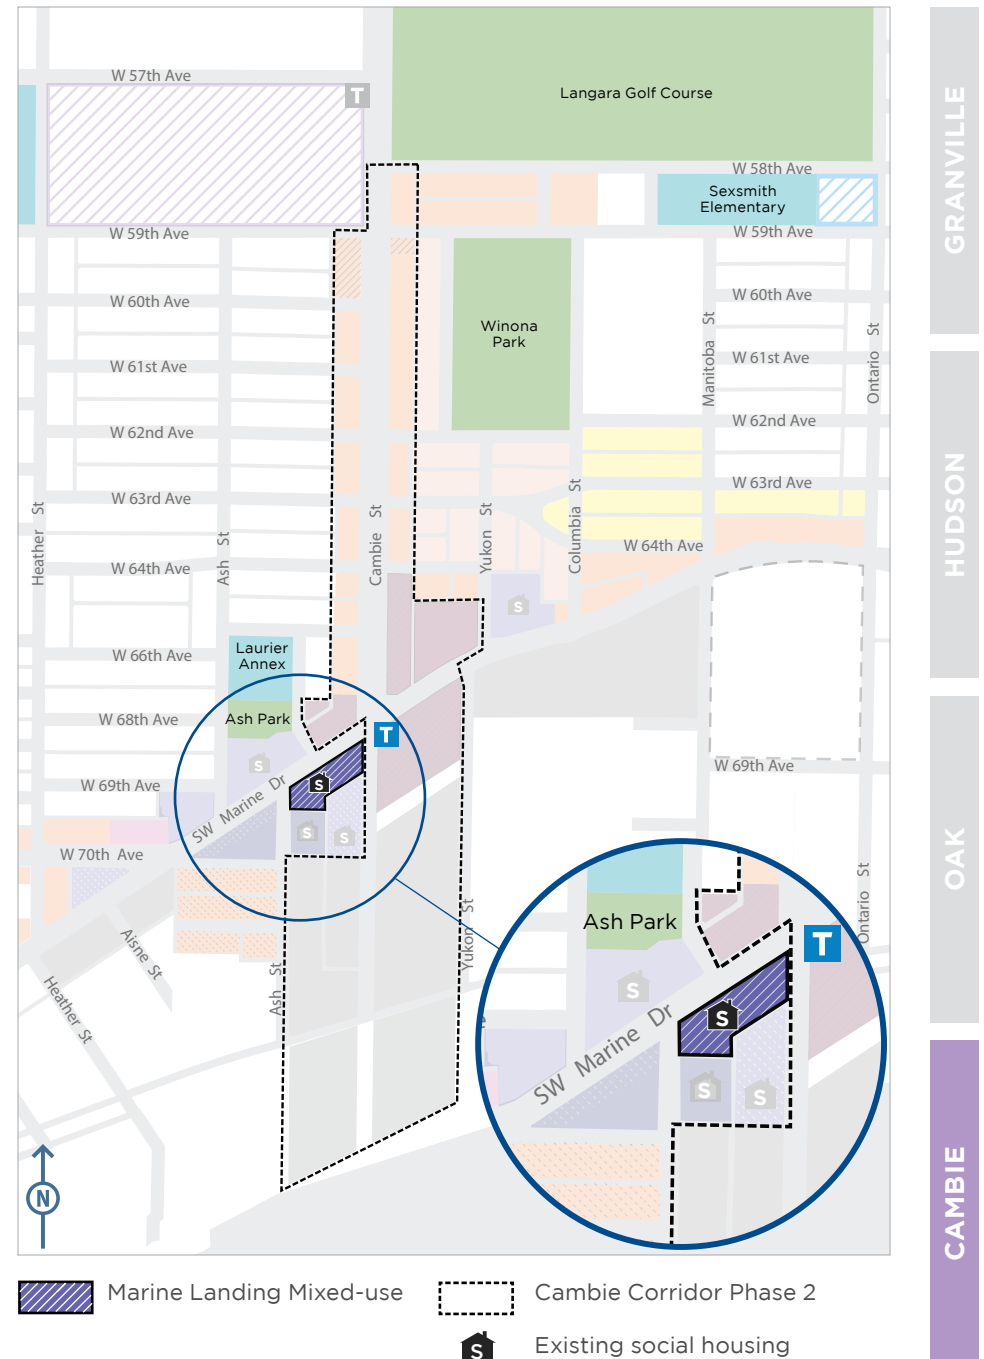 W 57th Ave
T
Langara Golf Course
W 58th Ave
Sexsmith
Elementary
W 59th Ave
W 59th Ave
W 60th Ave
W 60th Ave
Winona
Park
Manitoba St
Ontario St
W 61st Ave
W 61st Ave
W 62nd Ave
W 62nd Ave
W 63rd Ave
W 63rd Ave
Heather St
Ash St
Cambie St
Yukon St
Columbia St
W 64th Ave
W 64th Ave
S
Laurier
Annex
W 66th Ave
W 68th Ave
Ash Park
T
W 69th Ave
S
S
W 69th Ave
SW Marine Dr
S
S
W 70th Ave
Aisne St
Heather St
Ash St
Yukon St
Ontario St
Ash Park
T
S
S
SW Marine Dr
S
S
N
GRANVILLE
HUDSON
OAK
CAMBIE
Marine Landing Mixed-use
Cambie Corridor Phase 2
S
Existing social housing